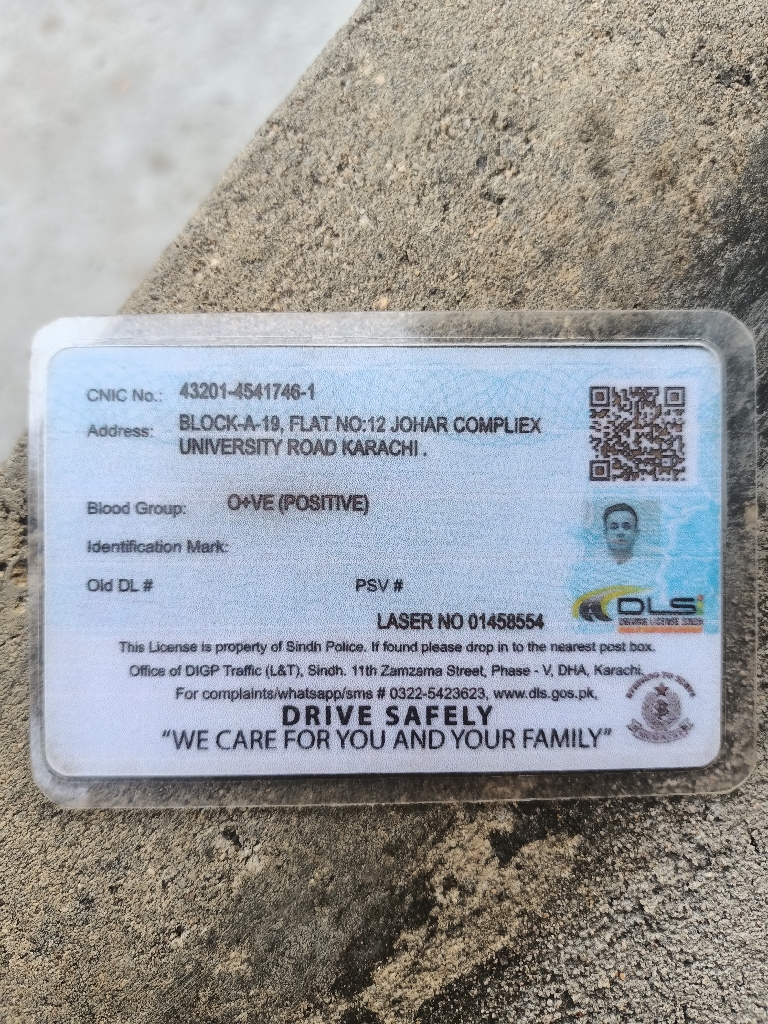 CNIC No.: 43201-4541746-1
Address: BLOCK-A-19, FLAT NO:12 JOHAR COMPLIEX
UNIVERSITY ROAD KARACHI .
Blood Group: O+VE (POSITIVE)
Identification Mark:
Old DL # PSV #
LASER NO 01458554
DLS
DRIVING LICENSE SINDH
This License is property of Sindh Police. If found please drop in to the nearest post box.
Office of DIGP Traffic (L&T), Sindh. 11th Zamzama Street, Phase - V, DHA, Karachi.
For complaints/whatsapp/sms # 0322-5423623, www.dls.gos.pk,
DRIVE SAFELY
"WE CARE FOR YOU AND YOUR FAMILY"